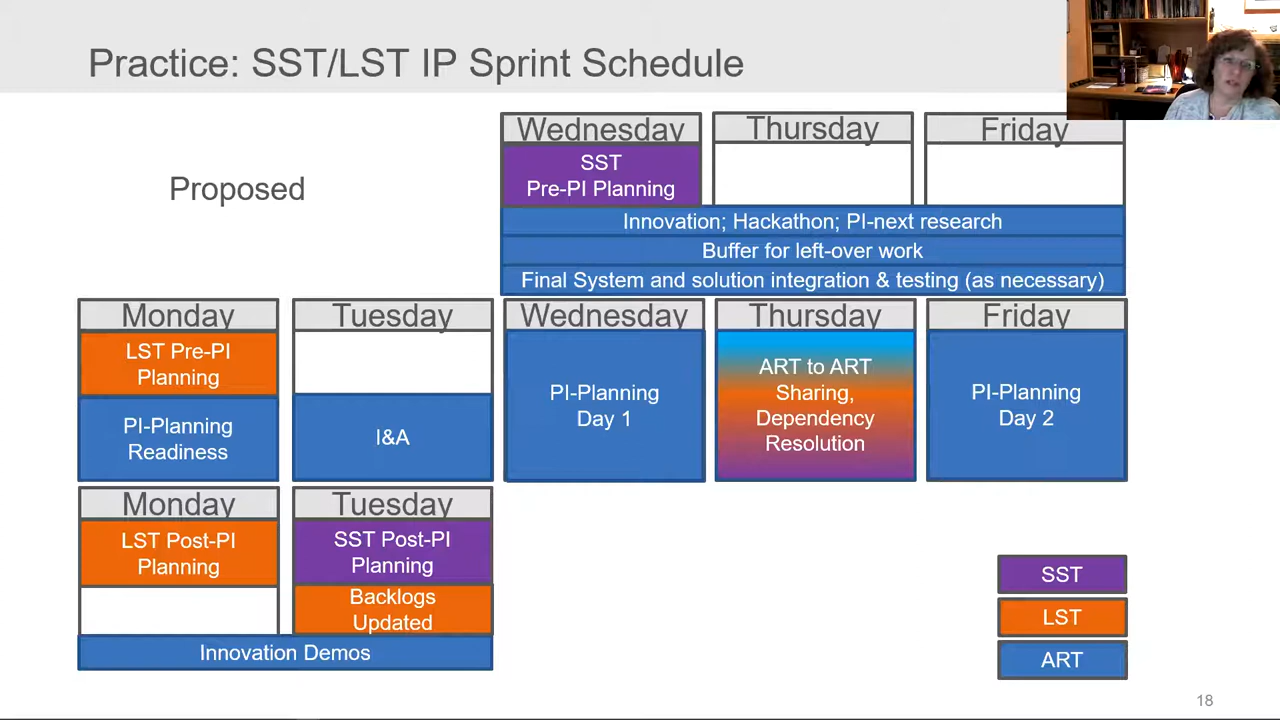 Practice: SST/LST IP Sprint Schedule
Proposed
Wednesday
Thursday
Friday
SST
Pre-PI Planning
Innovation; Hackathon; PI-next research
Buffer for left-over work
Final System and solution integration & testing (as necessary)
Monday
Tuesday
Wednesday
Thursday
Friday
LST Pre-PI
Planning
PI-Planning
Readiness
I&A
PI-Planning
Day 1
ART to ART
Sharing,
Dependency
Resolution
PI-Planning
Day 2
Monday
Tuesday
LST Post-PI
Planning
SST Post-PI
Planning
Backlogs
Updated
Innovation Demos
SST
LST
ART
18